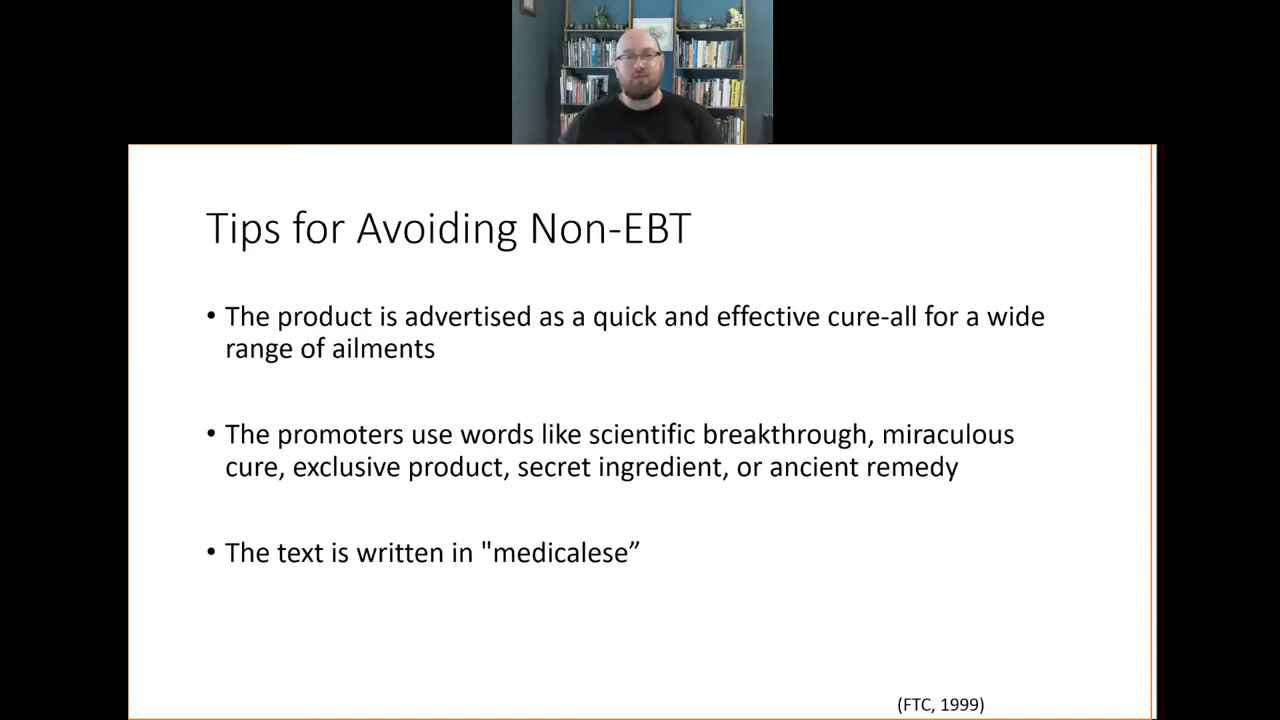 Tips for Avoiding Non-EBT
• The product is advertised as a quick and effective cure-all for a wide
range of ailments
• The promoters use words like scientific breakthrough, miraculous
cure, exclusive product, secret ingredient, or ancient remedy
• The text is written in "medicalese”
(FTC, 1999)